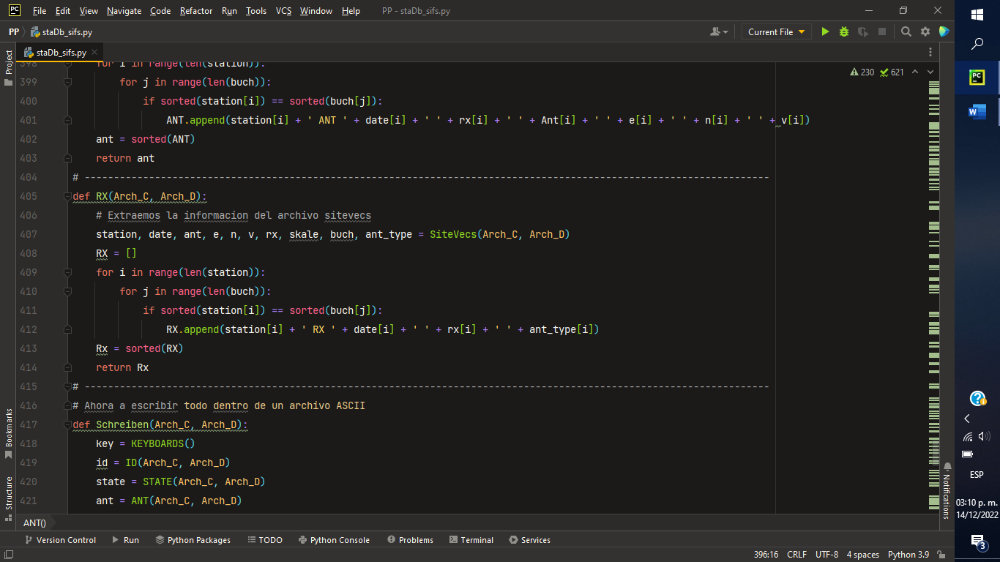 PC File Edit View Navigate Code Refactor Run Tools VCS Window Help PP - staDb_sifs.py
PP staDb_sifs.py Current File
Project staDb_sifs.py
398 for i in range(len(station)):
230 621
399 for j in range(len(buch)):
400 if sorted(station[i]) == sorted(buch[j]):
401 ANT.append(station[i] + ' ANT ' + date[i] + ' ' + rx[i] + ' ' + Ant[i] + ' ' + e[i] + ' ' + n[i] + ' ' + v[i])
402 ant = sorted(ANT)
403 return ant
404 # ---------------------------------------------------------------------------------------------------------------------
405 def RX(Arch_C, Arch_D):
406 # Extraemos la informacion del archivo sitevecs
407 station, date, ant, e, n, v, rx, skale, buch, ant_type = SiteVecs(Arch_C, Arch_D)
408 RX = []
409 for i in range(len(station)):
410 for j in range(len(buch)):
411 if sorted(station[i]) == sorted(buch[j]):
412 RX.append(station[i] + ' RX ' + date[i] + ' ' + rx[i] + ' ' + ant_type[i])
413 Rx = sorted(RX)
414 return Rx
415 # ---------------------------------------------------------------------------------------------------------------------
416 # Ahora a escribir todo dentro de un archivo ASCII
417 def Schreiben(Arch_C, Arch_D):
418 key = KEYBOARDS()
419 id = ID(Arch_C, Arch_D)
420 state = STATE(Arch_C, Arch_D)
421 ant = ANT(Arch_C, Arch_D)
Bookmarks
Structure
Notifications
ANT()
Version Control Run Python Packages TODO Python Console Problems Terminal Services
396:16 CRLF UTF-8 4 spaces Python 3.9
PC
W
ESP
03:10 p. m.
14/12/2022
3